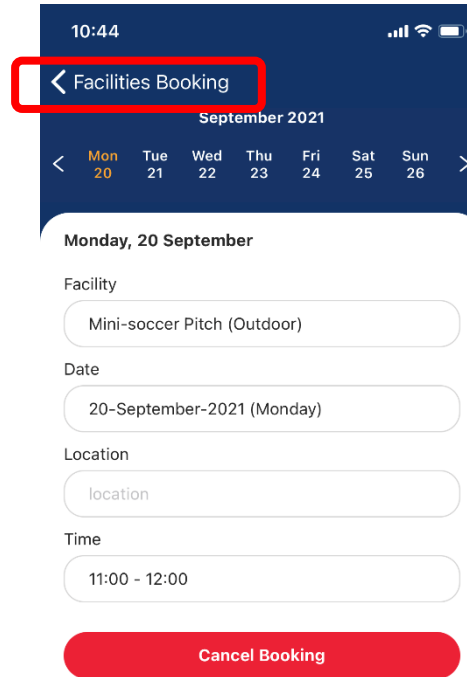 10:44
Facilities Booking
September 2021
Mon Tue Wed Thu Fri Sat Sun
20 21 22 23 24 25 26
Monday, 20 September
Facility
Mini-soccer Pitch (Outdoor)
Date
20-September-2021 (Monday)
Location
location
Time
11:00 - 12:00
Cancel Booking